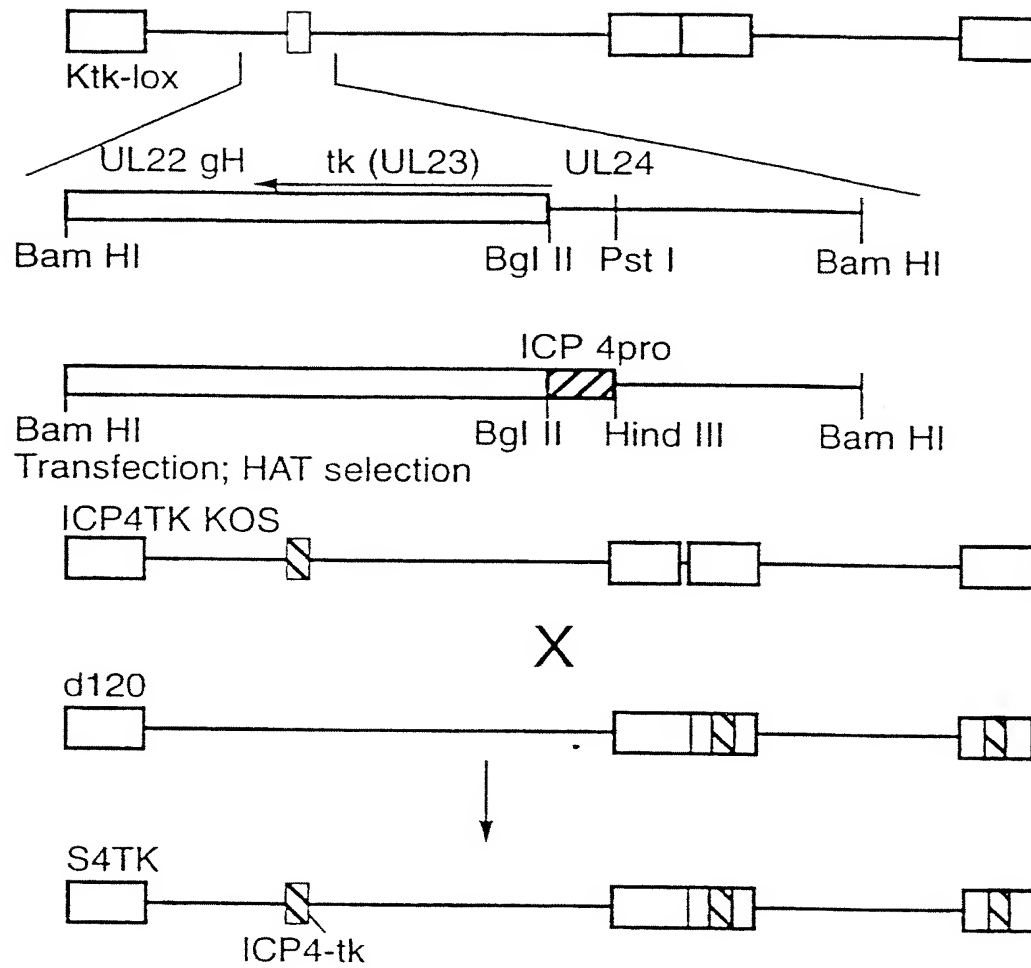 Ktk-lox
UL22 gH tk (UL23) UL24
Bam HI Bgl II Pst I Bam HI
ICP 4pro
Bam HI Bgl II Hind III Bam HI
Transfection; HAT selection
ICP4TK KOS
X
d120
S4TK
ICP4-tk